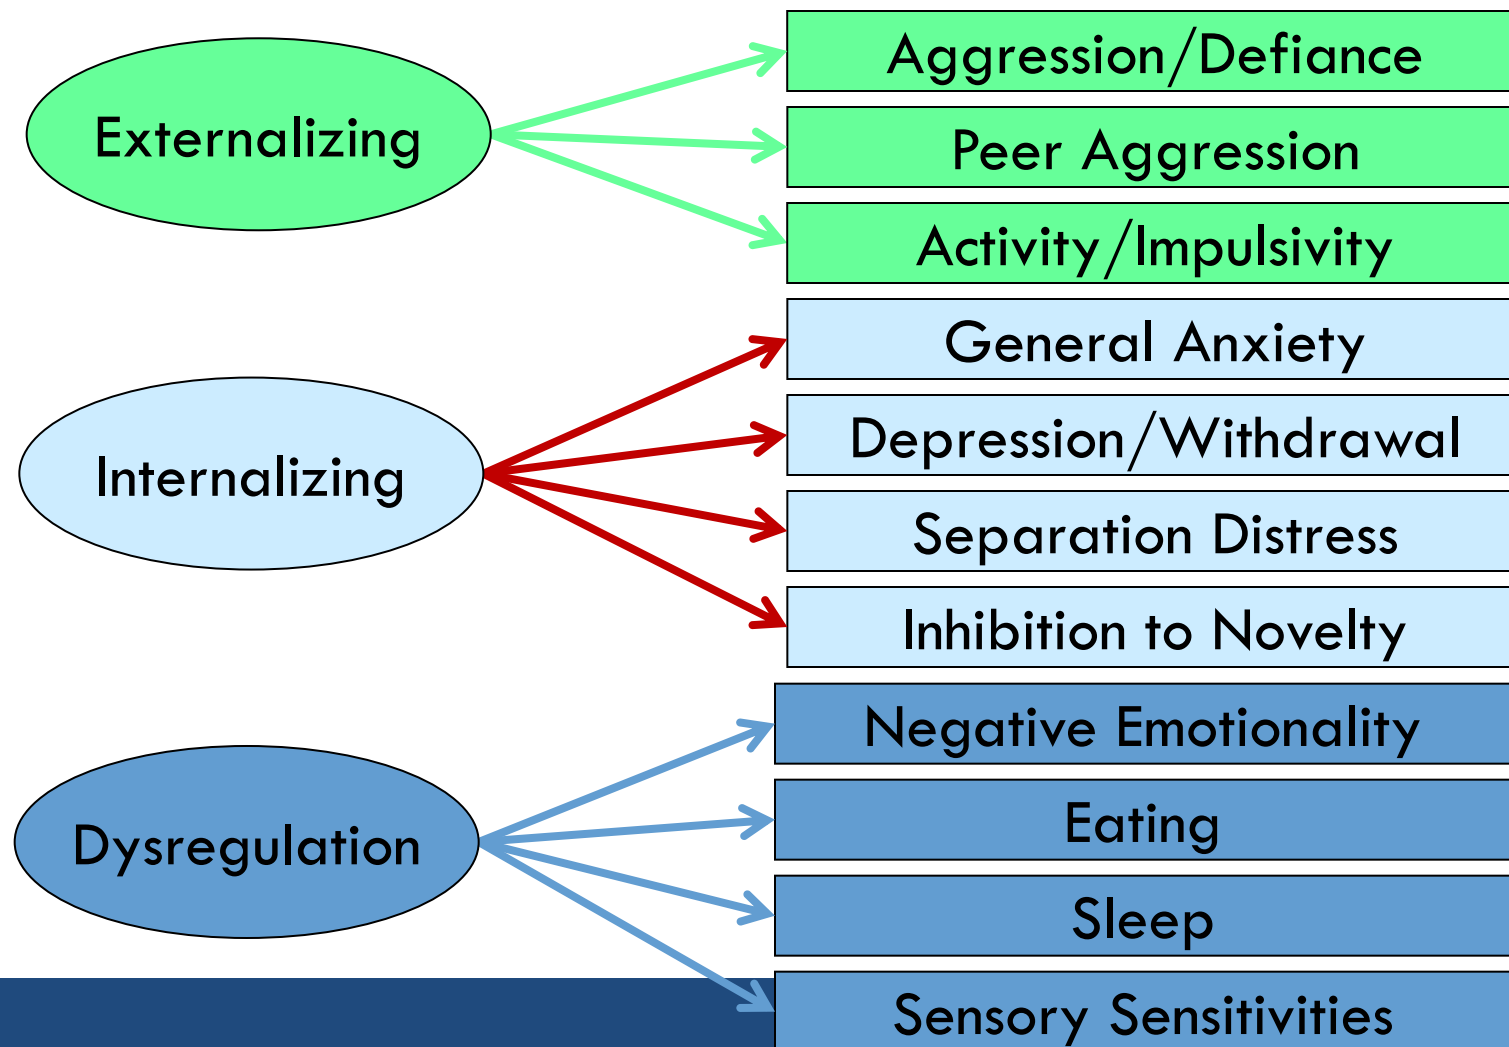 Externalizing
Aggression/Defiance
Peer Aggression
Activity/Impulsivity
Internalizing
General Anxiety
Depression/Withdrawal
Separation Distress
Inhibition to Novelty
Dysregulation
Negative Emotionality
Eating
Sleep
Sensory Sensitivities